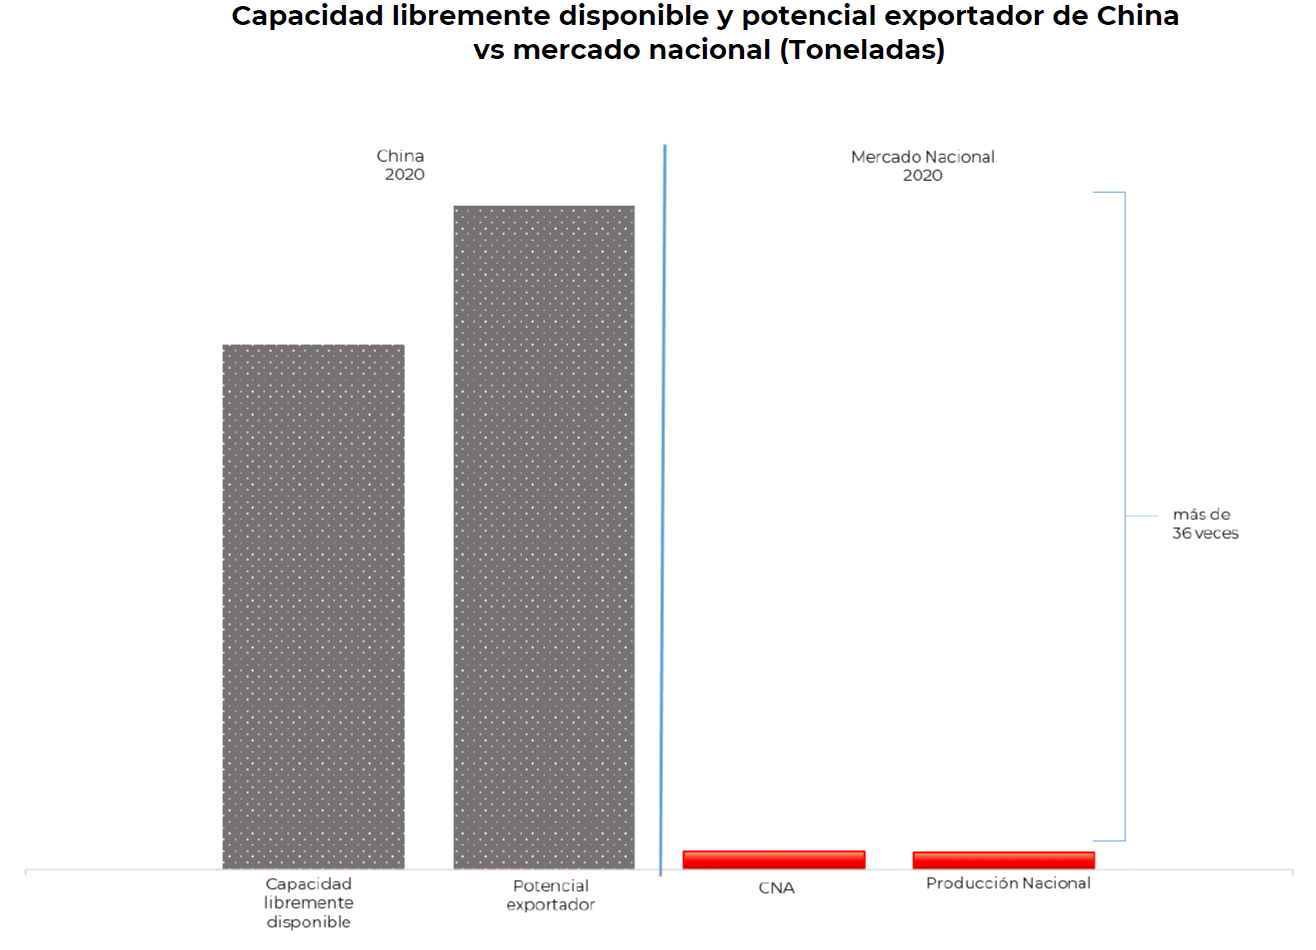 Capacidad libremente disponible y potencial exportador de China
vs mercado nacional (Toneladas)
China
2020
Mercado Nacional
2020
más de
36 veces
Capacidad
libremente
disponible
Potencial
exportador
CNA
Producción Nacional